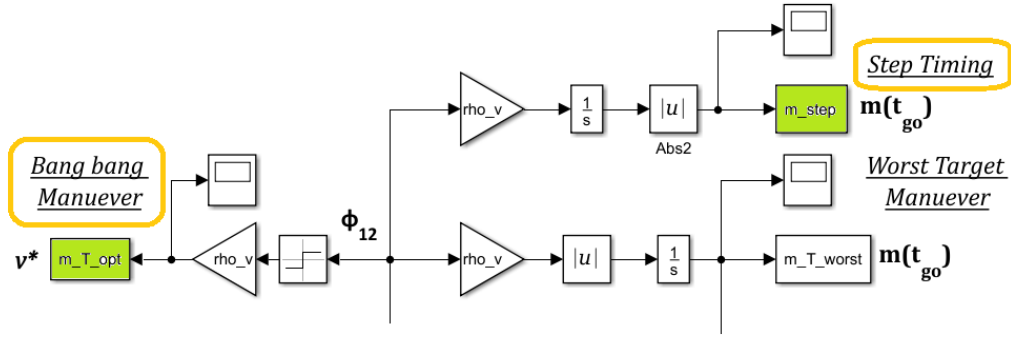 Step Timing
rho_v
1
s
|u|
m_step
m(t_go)
Abs2
Bang bang
Manuever
Worst Target
Manuever
ϕ_12
v*
m_T_opt
rho_v
rho_v
|u|
1
s
m_T_worst
m(t_go)